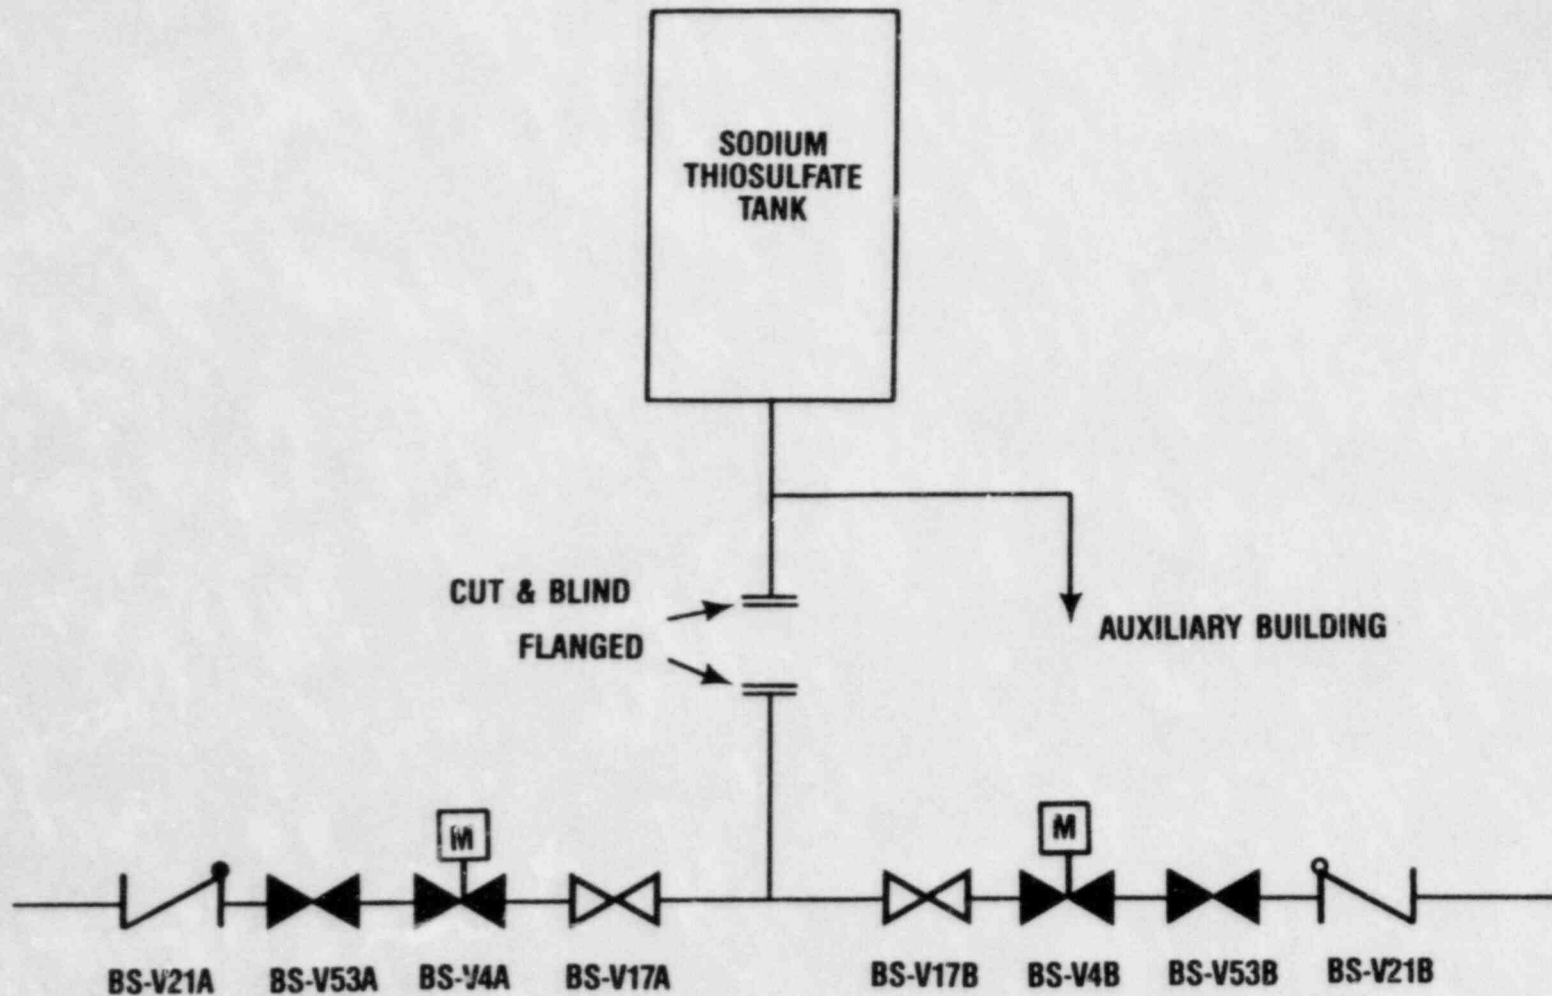 SODIUM
THIOSULFATE
TANK
CUT & BLIND
FLANGED
AUXILIARY BUILDING
M
M
BS-V21A
BS-V53A
BS-V4A
BS-V17A
BS-V17B
BS-V4B
BS-V53B
BS-V21B